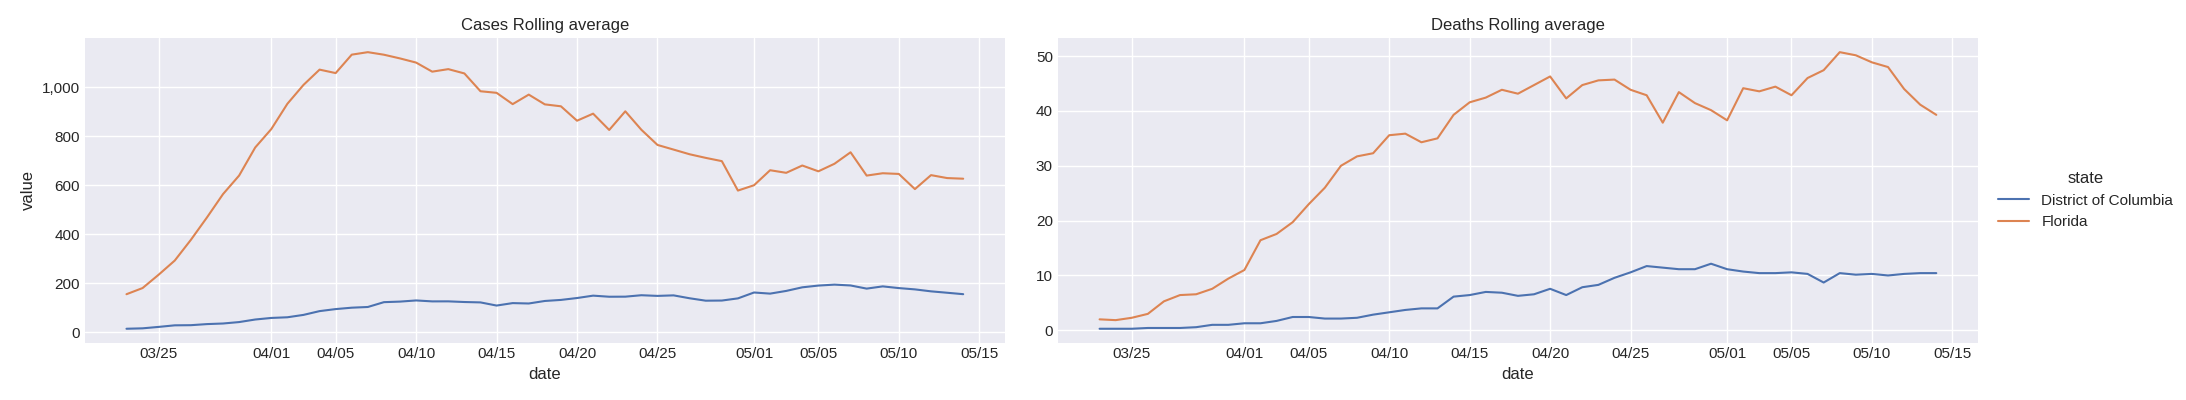 Cases Rolling average
value
1,000
800
600
400
200
0
03/25 04/01 04/05 04/10 04/15 04/20 04/25 05/01 05/05 05/10 05/15
date
Deaths Rolling average
50
40
30
20
10
0
03/25 04/01 04/05 04/10 04/15 04/20 04/25 05/01 05/05 05/10 05/15
date
state
District of Columbia
Florida